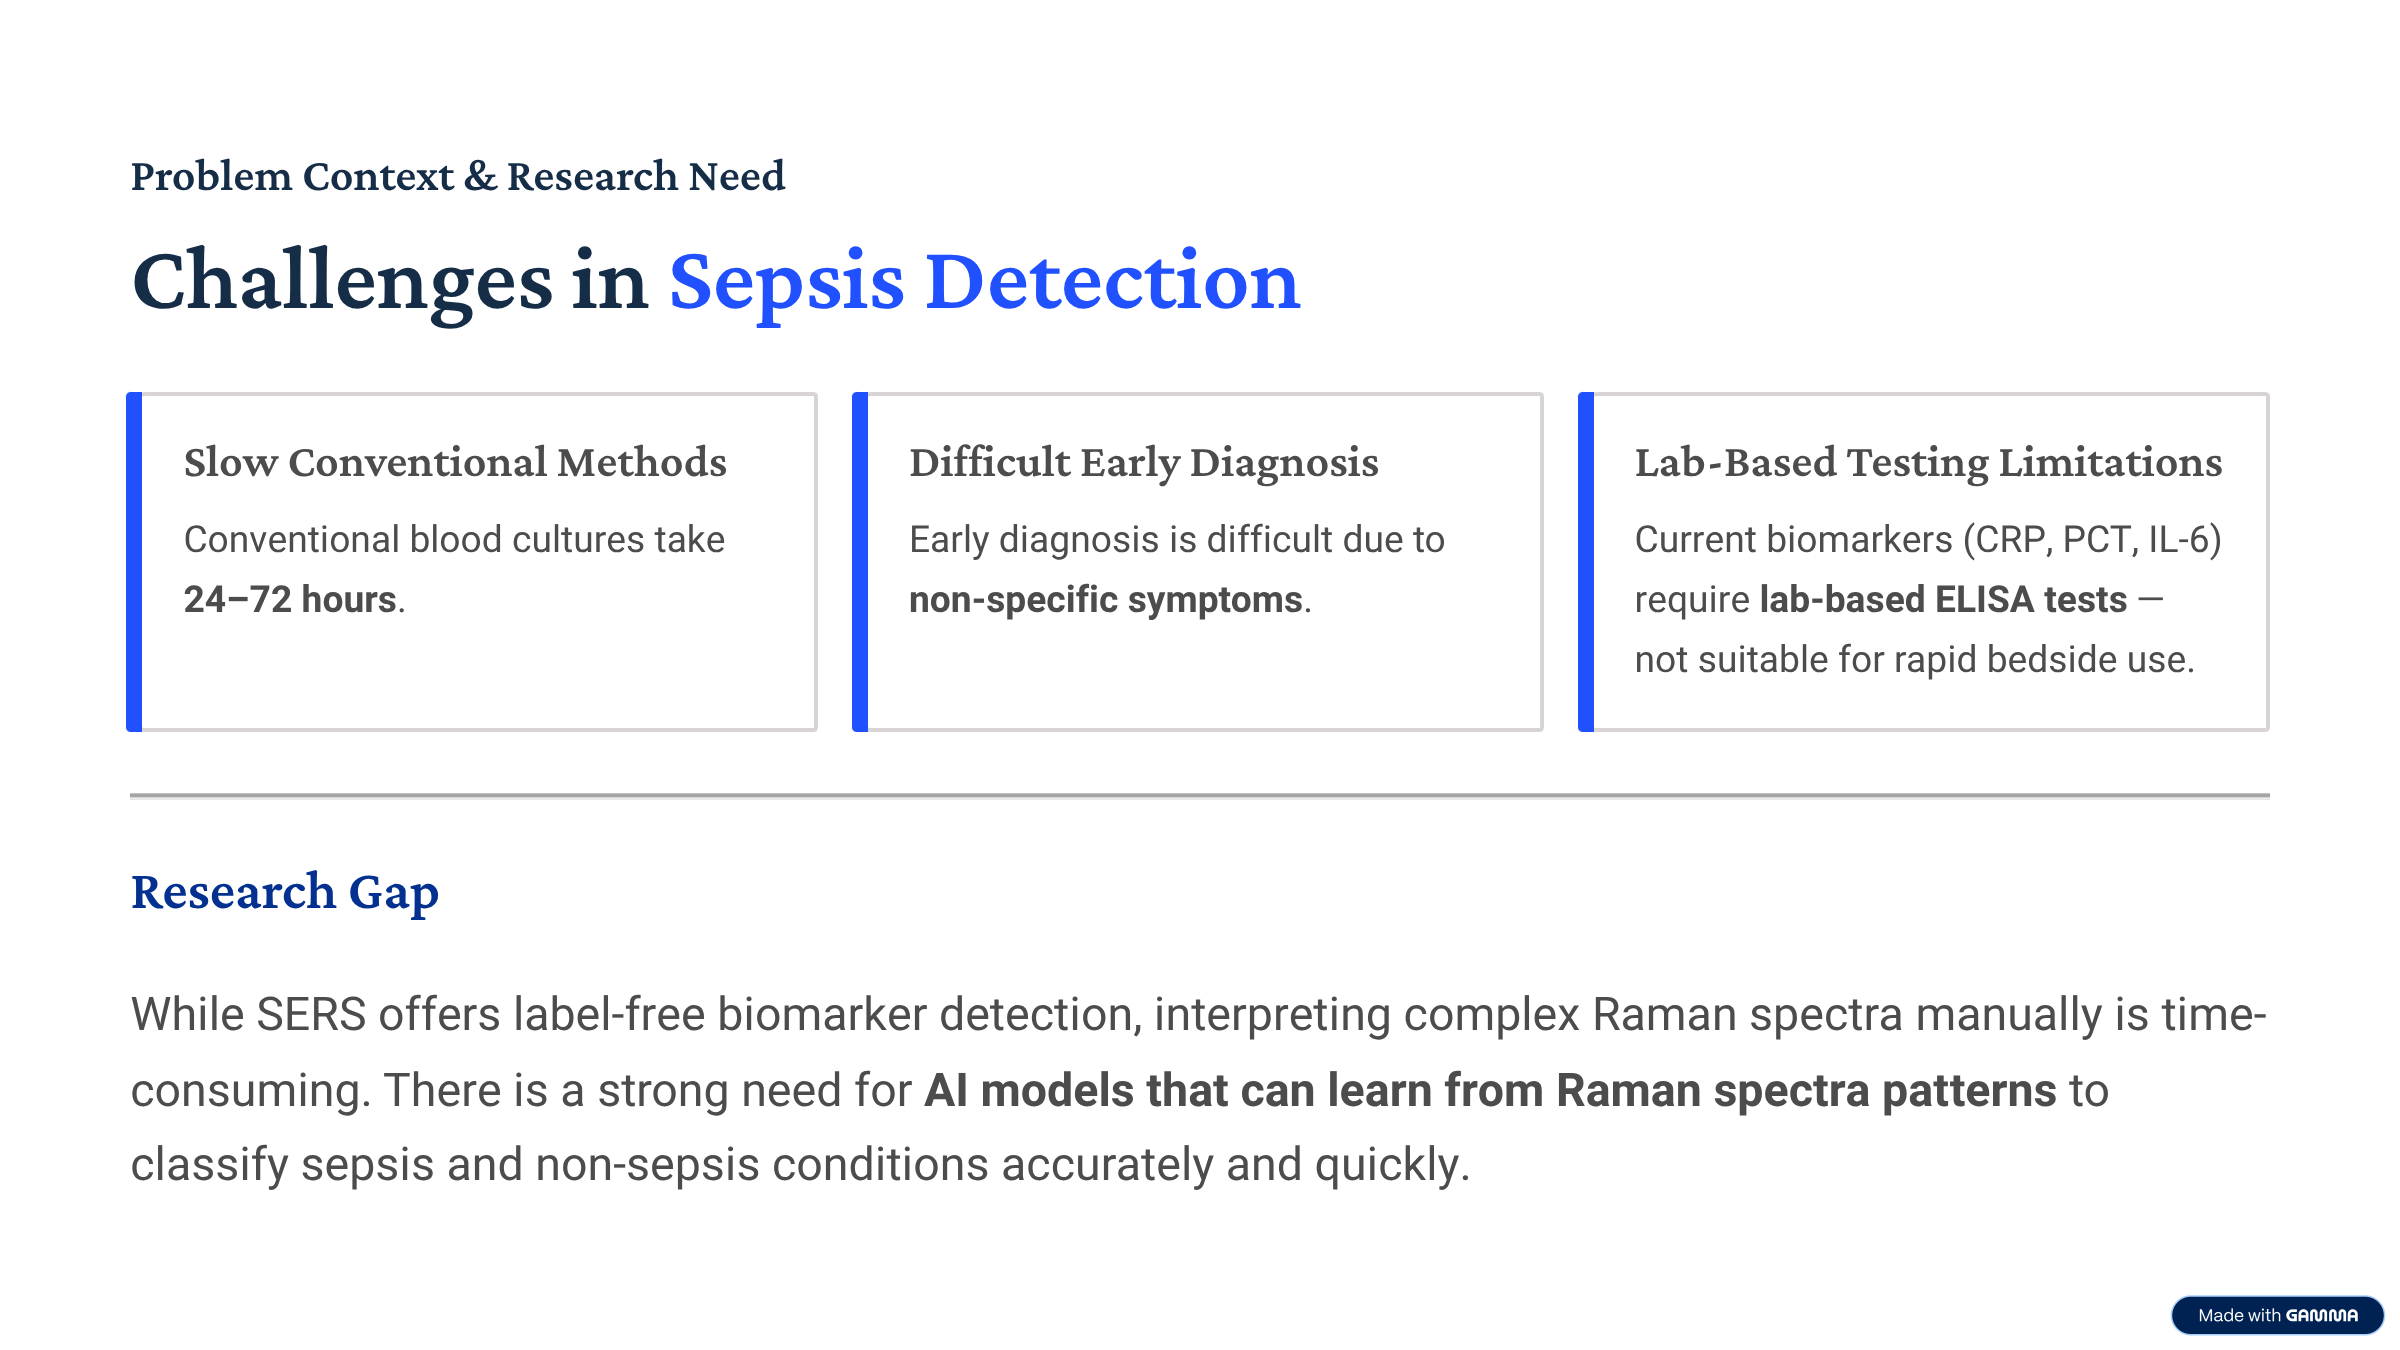 Problem Context & Research Need
Challenges in Sepsis Detection
Slow Conventional Methods
Conventional blood cultures take
24–72 hours.
Difficult Early Diagnosis
Early diagnosis is difficult due to
non-specific symptoms.
Lab-Based Testing Limitations
Current biomarkers (CRP, PCT, IL-6)
require lab-based ELISA tests —
not suitable for rapid bedside use.
Research Gap
While SERS offers label-free biomarker detection, interpreting complex Raman spectra manually is time-
consuming. There is a strong need for AI models that can learn from Raman spectra patterns to
classify sepsis and non-sepsis conditions accurately and quickly.
Made with GAMMA